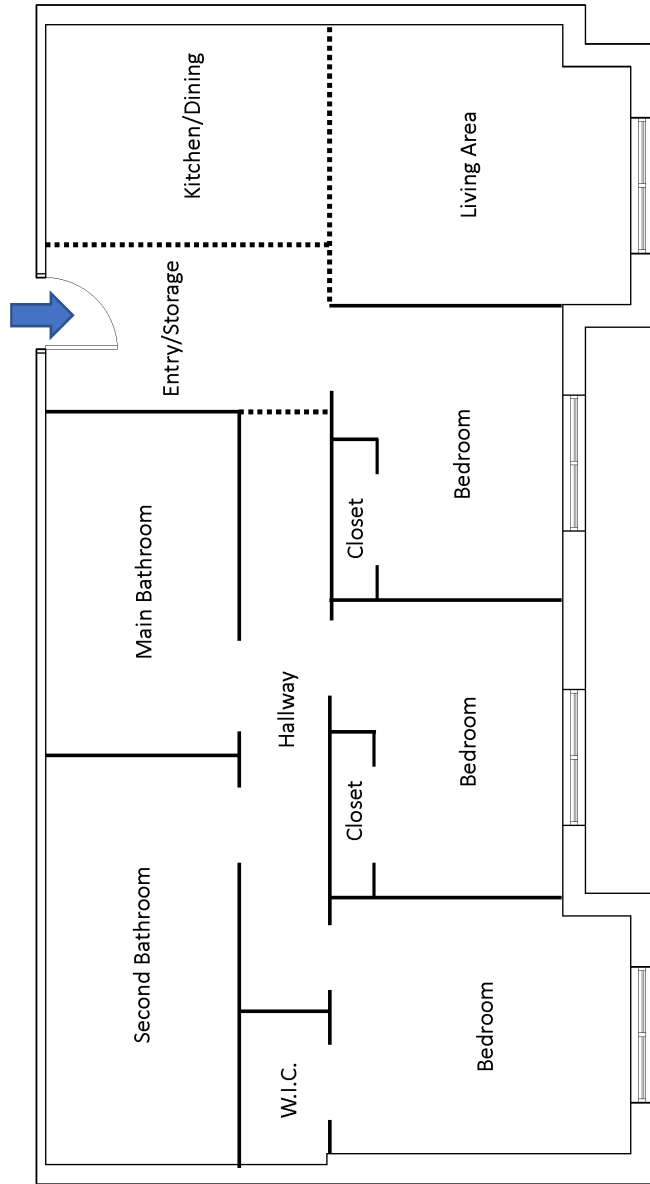 Kitchen/Dining
Living Area
Entry/Storage
Main Bathroom
Closet
Bedroom
Hallway
Second Bathroom
Closet
Bedroom
W.I.C.
Bedroom